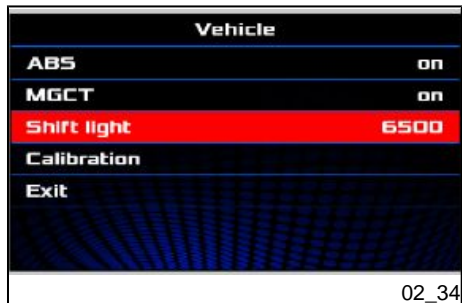 Vehicle
ABS on
MGCT on
Shift light 6500
Calibration
Exit
02_34